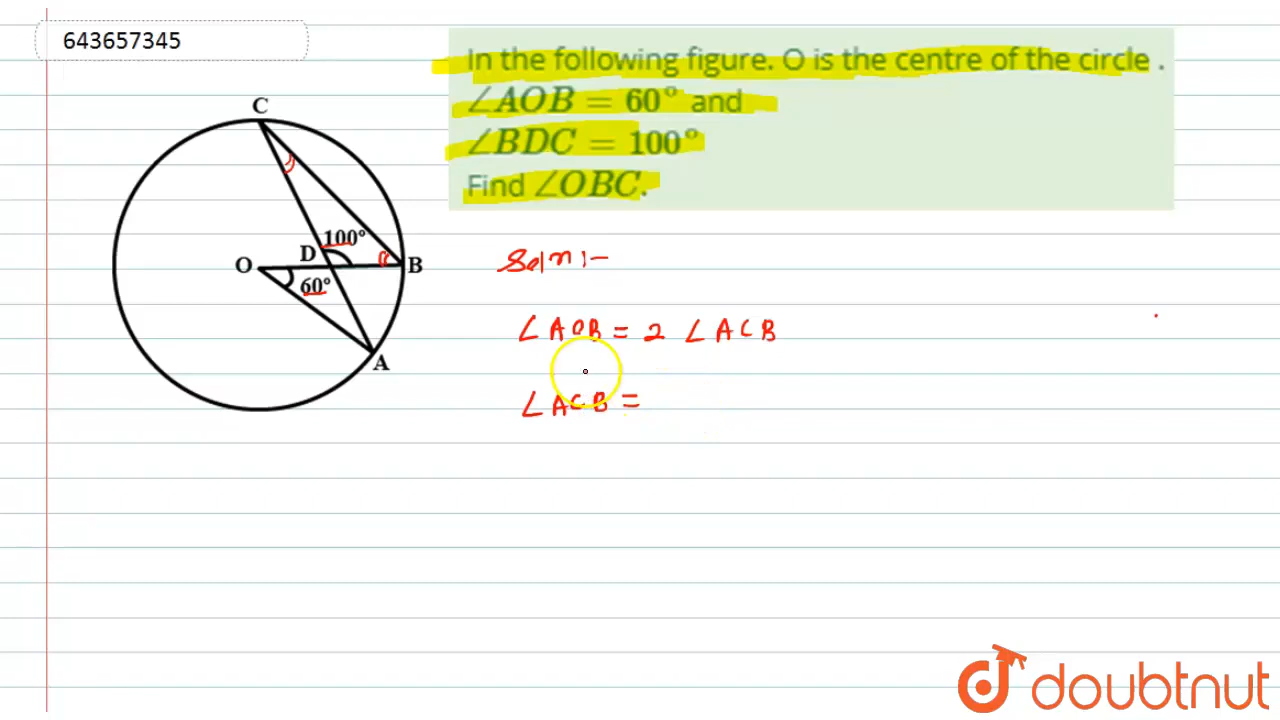 643657345
In the following figure. O is the centre of the circle .
∠AOB = 60° and
∠BDC = 100°
Find ∠OBC.
C
100°
D
O
B
60°
A
Soln :-
∠AOB = 2 ∠ACB
∠ACB =
doubtnut